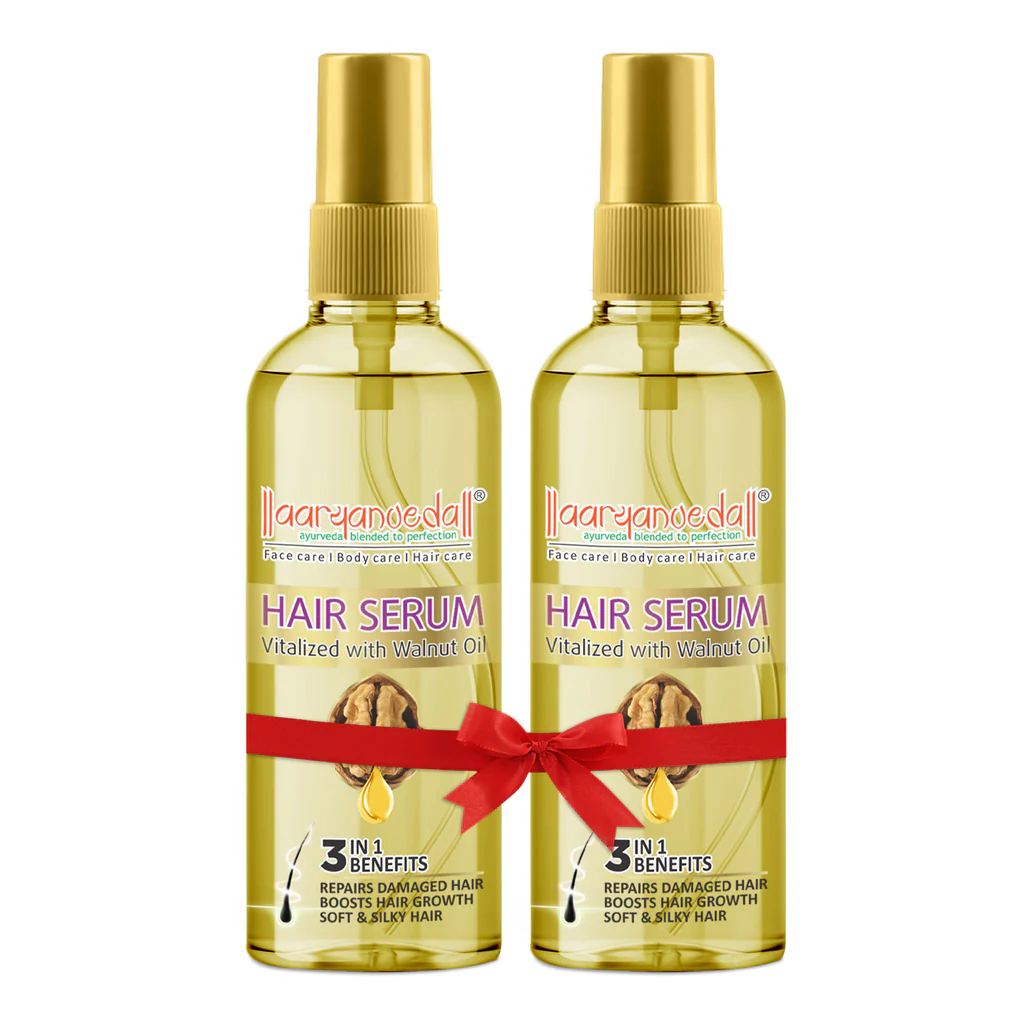 ||aaryanveda||®
ayurveda blended to perfection
Face care | Body care | Hair care
HAIR SERUM
Vitalized with Walnut Oil
3 IN 1
BENEFITS
REPAIRS DAMAGED HAIR
BOOSTS HAIR GROWTH
SOFT & SILKY HAIR
||aaryanveda||®
ayurveda blended to perfection
Face care | Body care | Hair care
HAIR SERUM
Vitalized with Walnut Oil
3 IN 1
BENEFITS
REPAIRS DAMAGED HAIR
BOOSTS HAIR GROWTH
SOFT & SILKY HAIR